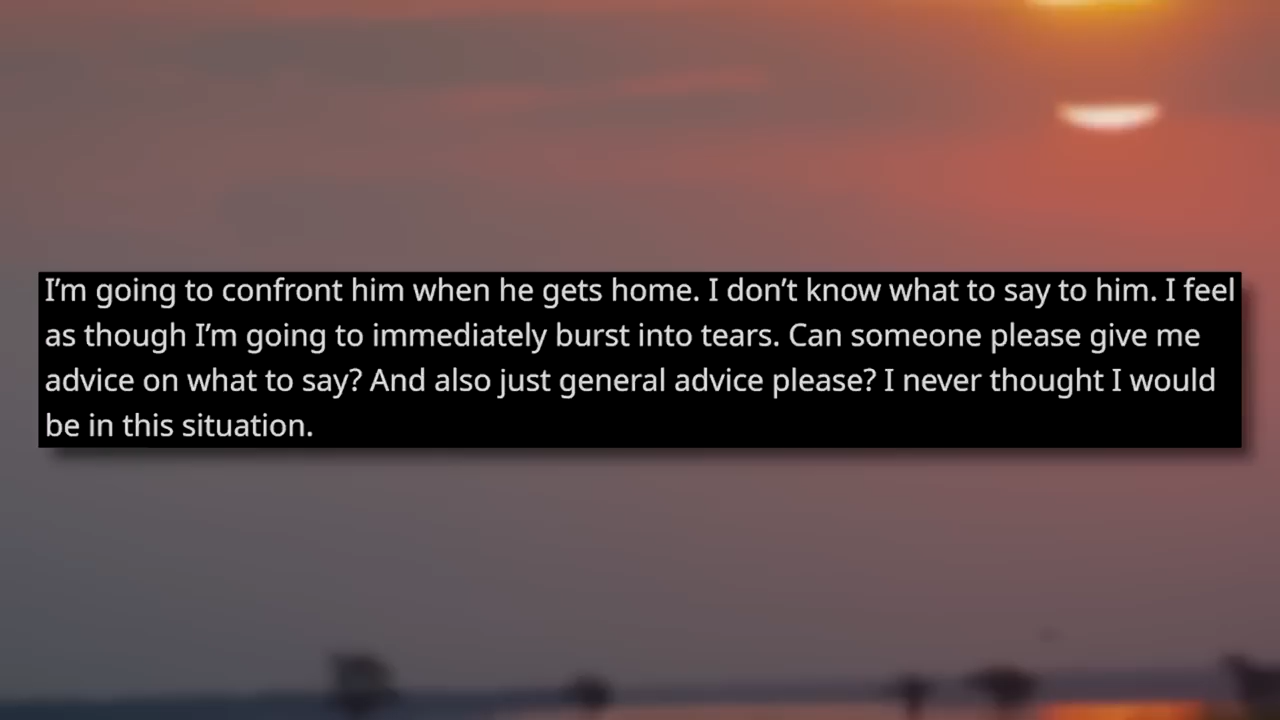 I’m going to confront him when he gets home. I don’t know what to say to him. I feel
as though I’m going to immediately burst into tears. Can someone please give me
advice on what to say? And also just general advice please? I never thought I would
be in this situation.